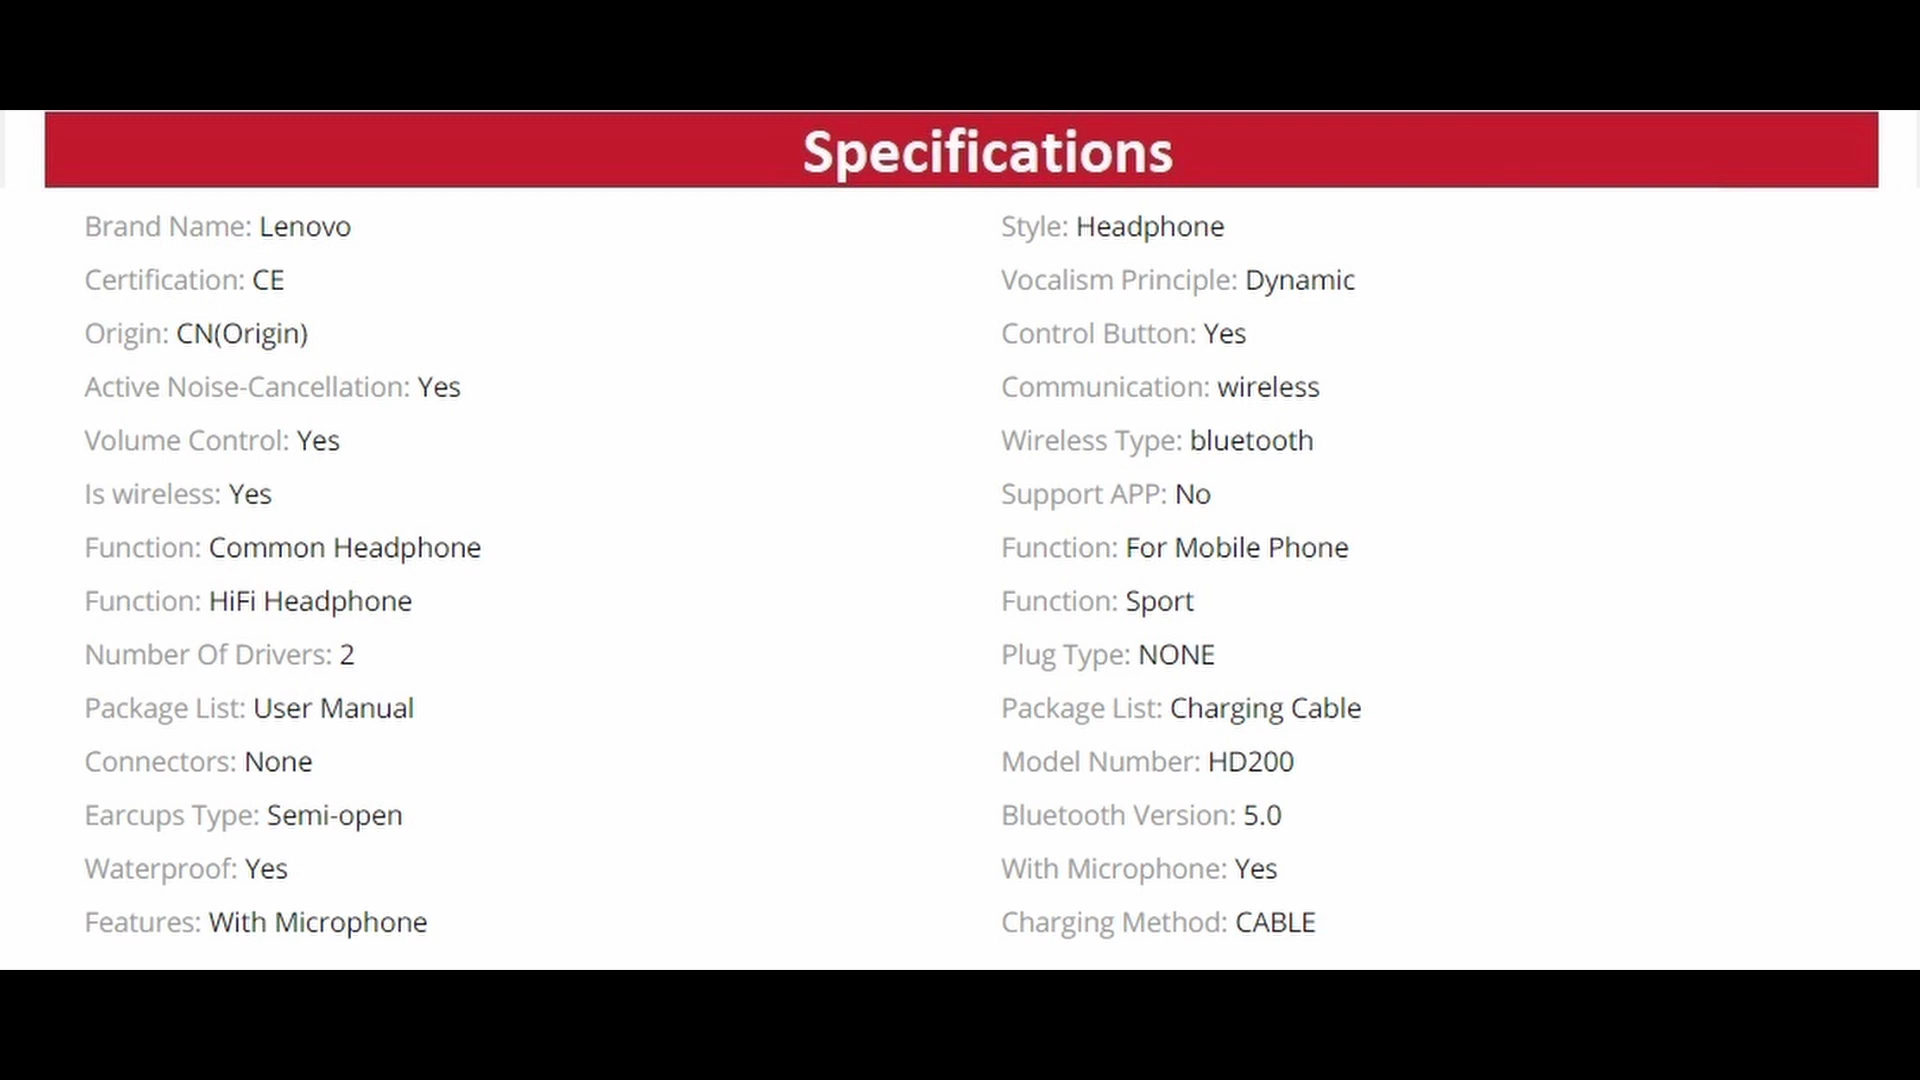 Specifications
Brand Name: Lenovo
Style: Headphone
Certification: CE
Vocalism Principle: Dynamic
Origin: CN(Origin)
Control Button: Yes
Active Noise-Cancellation: Yes
Communication: wireless
Volume Control: Yes
Wireless Type: bluetooth
Is wireless: Yes
Support APP: No
Function: Common Headphone
Function: For Mobile Phone
Function: HiFi Headphone
Function: Sport
Number Of Drivers: 2
Plug Type: NONE
Package List: User Manual
Package List: Charging Cable
Connectors: None
Model Number: HD200
Earcups Type: Semi-open
Bluetooth Version: 5.0
Waterproof: Yes
With Microphone: Yes
Features: With Microphone
Charging Method: CABLE